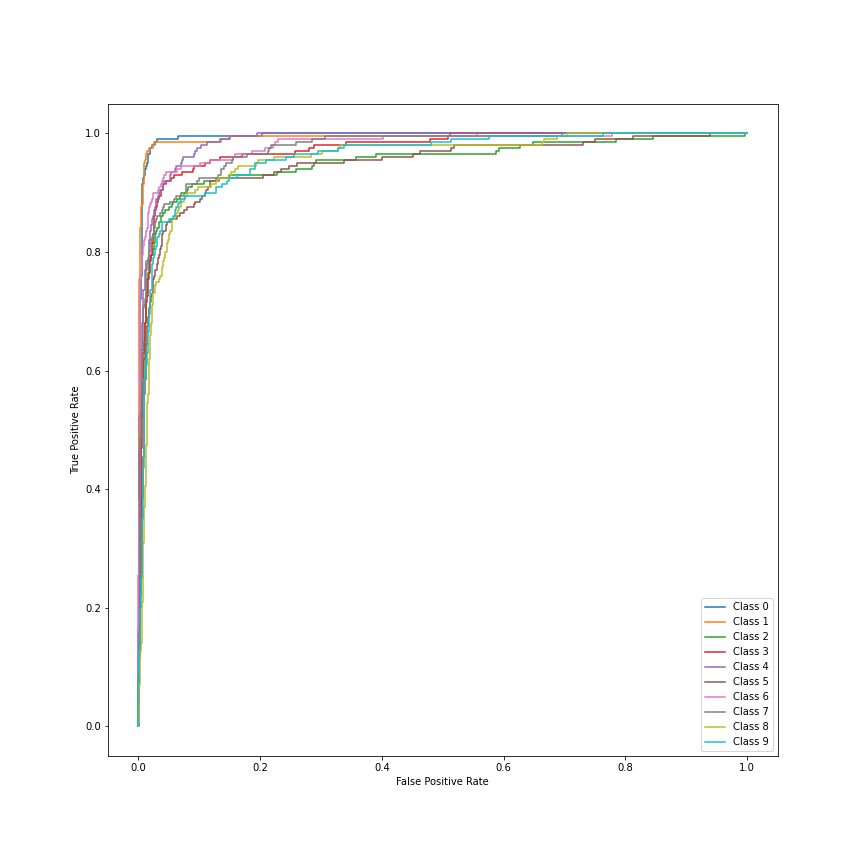 1.0
0.8
0.6
0.4
0.2
0.0
True Positive Rate
0.0 0.2 0.4 0.6 0.8 1.0
False Positive Rate
Class 0
Class 1
Class 2
Class 3
Class 4
Class 5
Class 6
Class 7
Class 8
Class 9